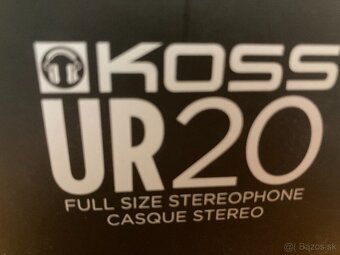 KOSS
UR20
FULL SIZE STEREOPHONE
CASQUE STEREO
Bazos.sk